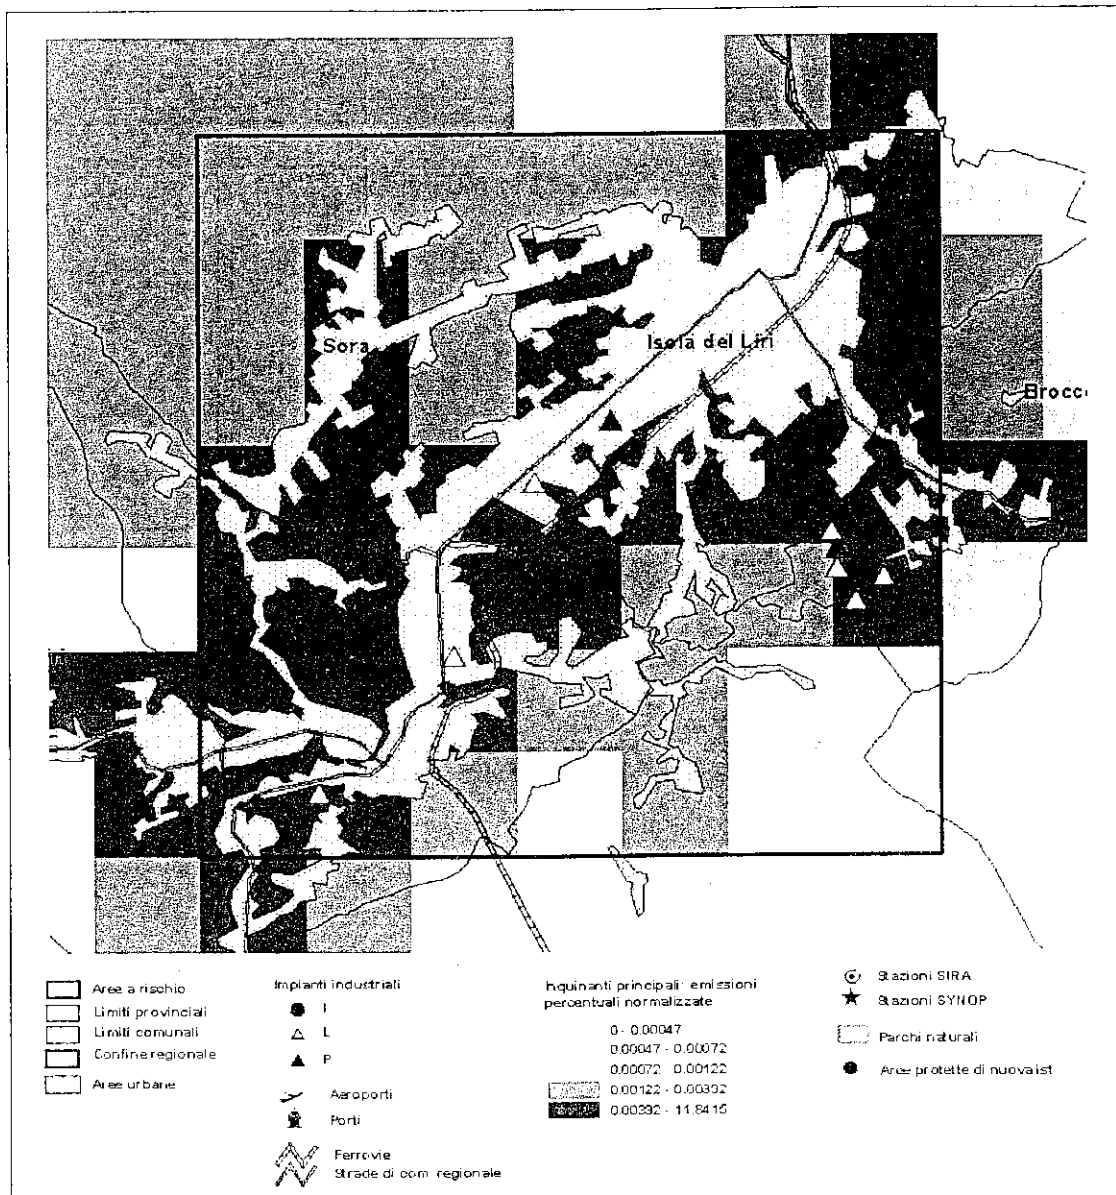 Sora
Isola del Liri
Brocc
Aree a rischio
Limiti provinciali
Limiti comunali
Confine regionale
Aree urbane
Impianti industriali
I
L
P
Aeroporti
Porti
Ferrovie
Strade di com. regionale
Inquinanti principali: emissioni
percentuali normalizzate
0 - 0.00047
0.00047 - 0.00072
0.00072 - 0.00122
0.00122 - 0.00332
0.00332 - 11.8415
Stazioni SIRA
Stazioni SYNOP
Parchi naturali
Aree protette di nuova ist